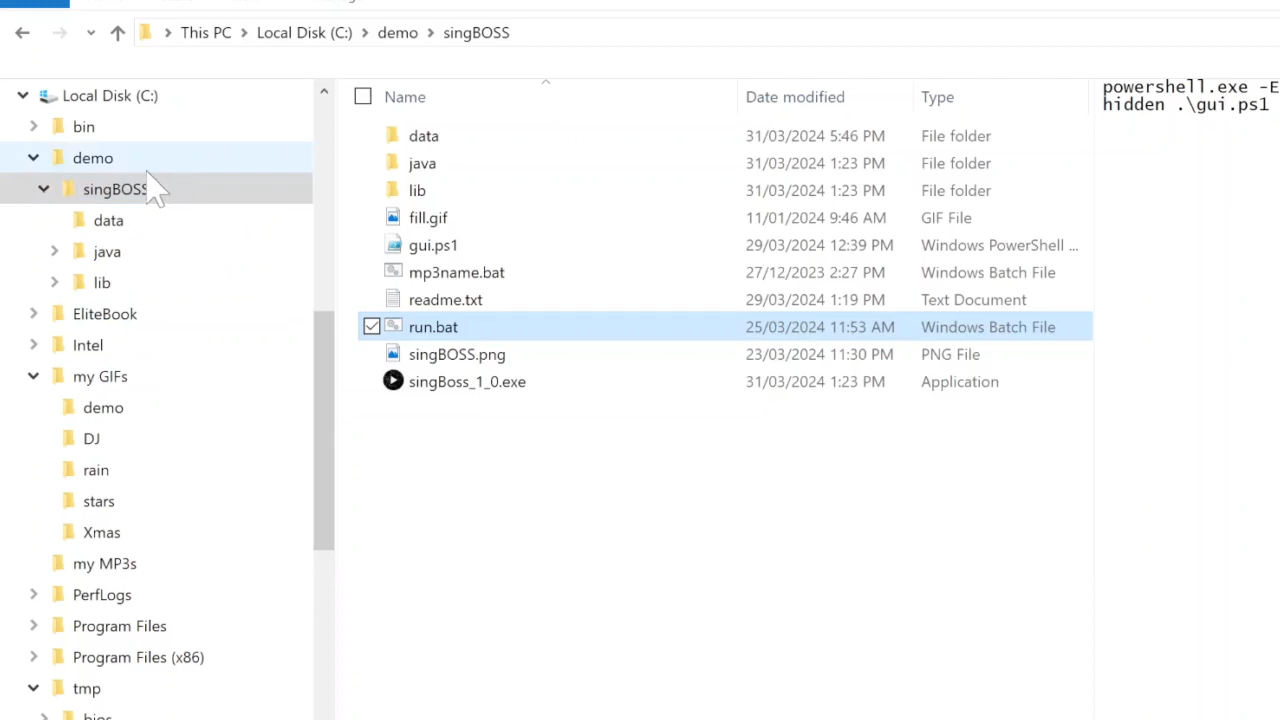 This PC
Local Disk (C:)
demo
singBOSS
Local Disk (C:)
bin
demo
singBOSS
data
java
lib
EliteBook
Intel
my GIFs
demo
DJ
rain
stars
Xmas
my MP3s
PerfLogs
Program Files
Program Files (x86)
tmp
bios
Name Date modified Type
data 31/03/2024 5:46 PM File folder
java 31/03/2024 1:23 PM File folder
lib 31/03/2024 1:23 PM File folder
fill.gif 11/01/2024 9:46 AM GIF File
gui.ps1 29/03/2024 12:39 PM Windows PowerShell ...
mp3name.bat 27/12/2023 2:27 PM Windows Batch File
readme.txt 29/03/2024 1:19 PM Text Document
run.bat 25/03/2024 11:53 AM Windows Batch File
singBOSS.png 23/03/2024 11:30 PM PNG File
singBoss_1_0.exe 31/03/2024 1:23 PM Application
powershell.exe -E
hidden .\gui.ps1